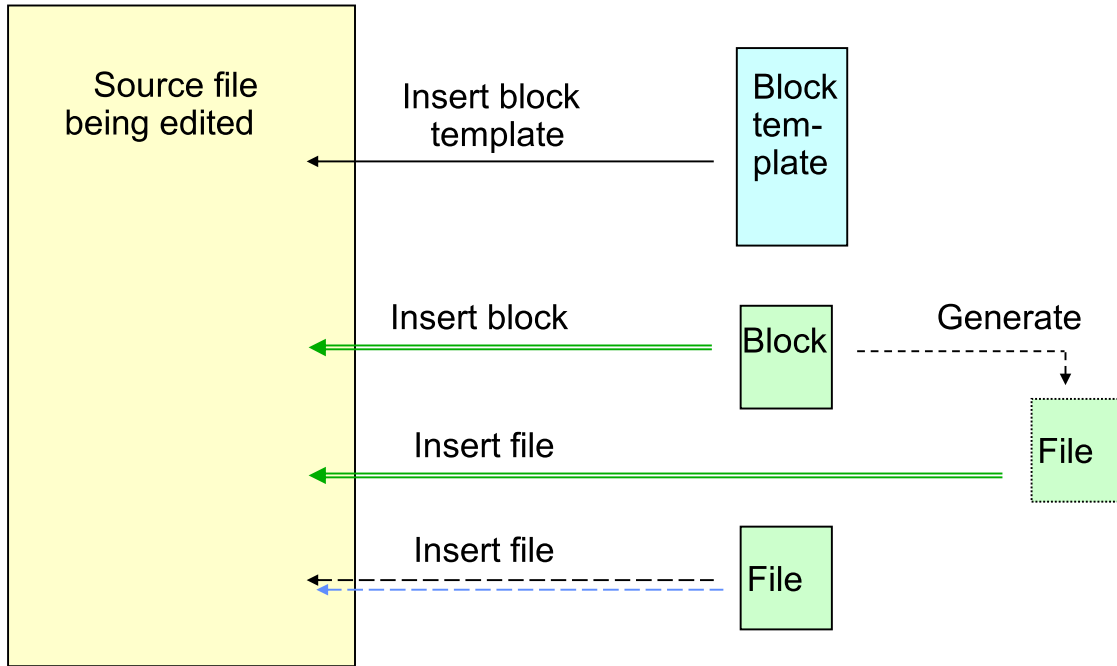 Source file
being edited
Insert block
template
Block
tem-
plate
Insert block
Block
Generate
Insert file
File
Insert file
File